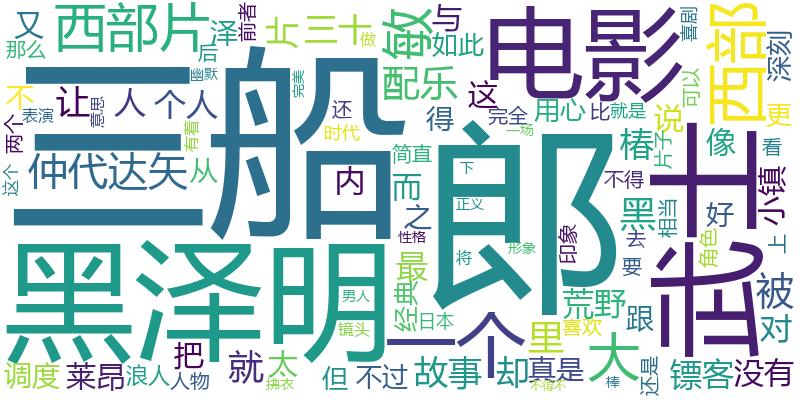 又
西部片
泽
前者
片
三十
做
敏
与
如此
电影
喜剧
西部
深刻
那么
后
幽默
完美
配乐
可以
不
让
人
个人
这
用心
比
就是
说
更
两个
表演
意思
还
时代
得
完全
一场
片子
三船
郎
武士
有着
仲代达矢
从
内
简直
而
椿
像
看
小镇
这个
下
不得
之
正义
黑
相当
好
黑泽明
性格
将
形象
印象
去
角色
上
最
要
被
男人
经典
日本
荒野
一个
里
喜欢
跟
对
镜头
调度
莱昂
浪人
人物
把
就
太
拂衣
但
不过
故事
却
真是
不得不
大
棒
还是
镖客
没有